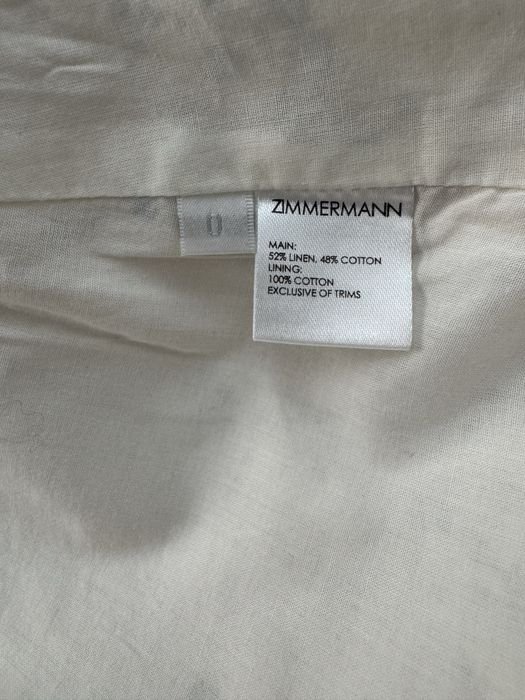 0
ZIMMERMANN
MAIN:
52% LINEN, 48% COTTON
LINING:
100% COTTON
EXCLUSIVE OF TRIMS